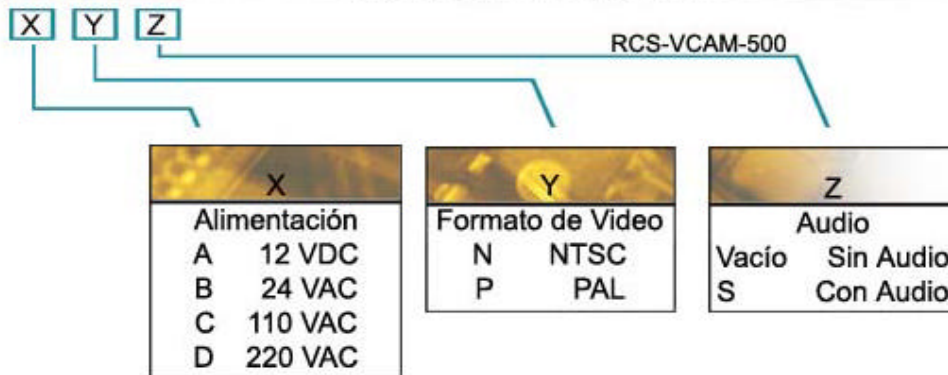 X Y Z
RCS-VCAM-500
X
Alimentación
A 12 VDC
B 24 VAC
C 110 VAC
D 220 VAC
Y
Formato de Video
N NTSC
P PAL
Z
Audio
Vacío Sin Audio
S Con Audio